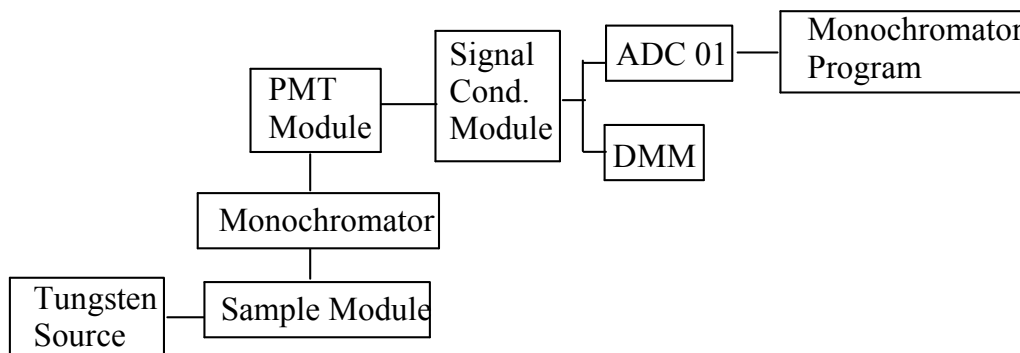 Monochromator
Program
Signal
Cond.
Module
ADC 01
PMT
Module
DMM
Monochromator
Tungsten
Source
Sample Module